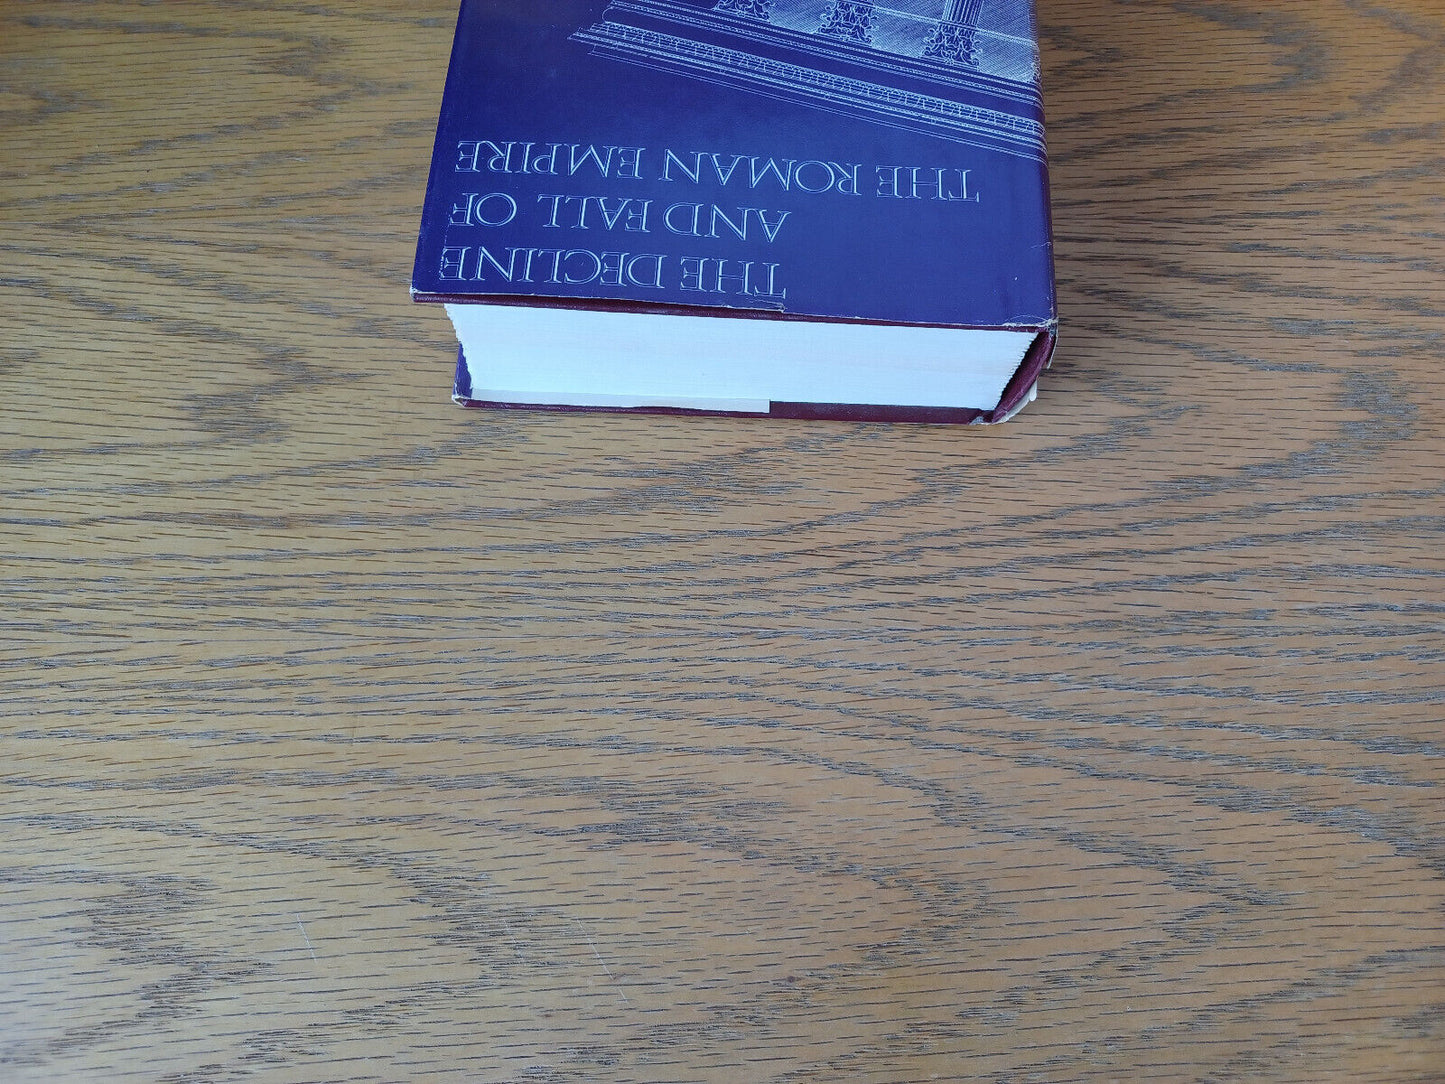 THE DECLINE
AND FALL OF
THE ROMAN EMPIRE